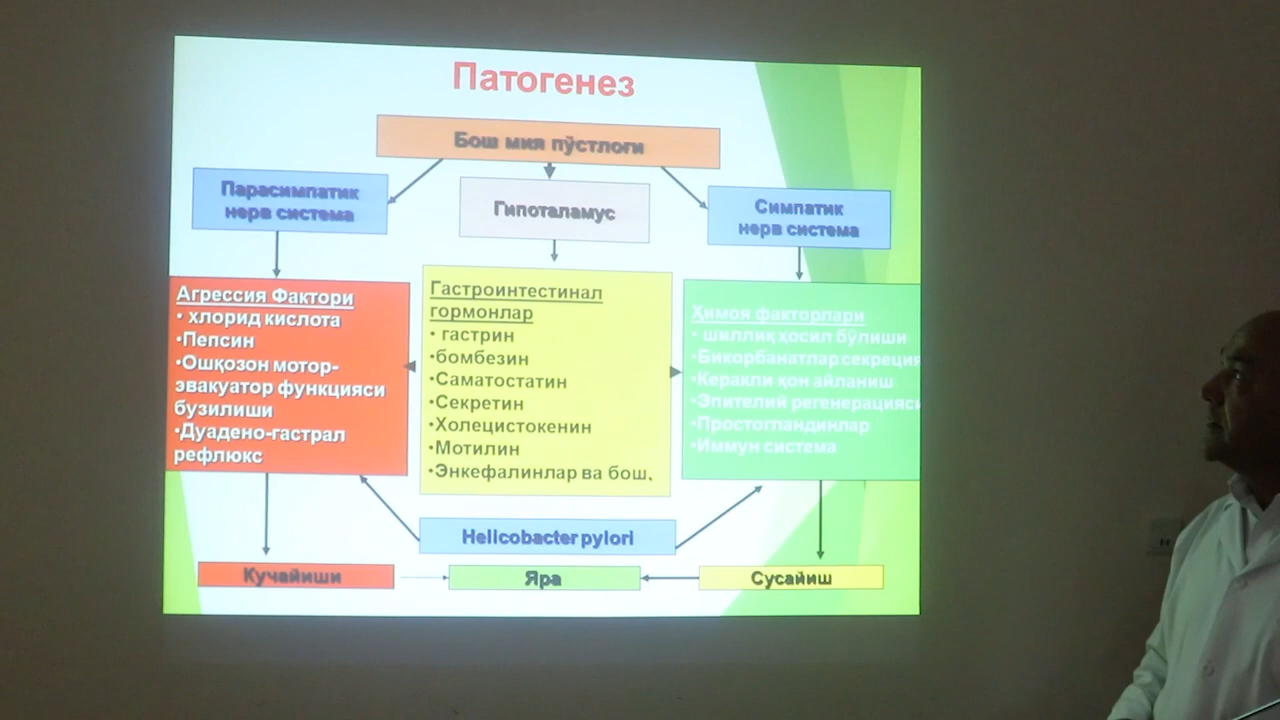 Патогенез
Бош мия пўстлоғи
Парасимпатик
нерв система
Гипоталамус
Симпатик
нерв система
Агрессия Фактори
• хлорид кислота
•Пепсин
•Ошқозон мотор-
эвакуатор функцияси
бузилиши
•Дуадено-гастрал
рефлюкс
Гастроинтестинал
гормонлар
• гастрин
•бомбезин
•Саматостатин
•Секретин
•Холецистокенин
•Мотилин
•Энкефалинлар ва бош.
Ҳимоя факторлари
• шиллиқ ҳосил бўлиши
•Бикорбанатлар секреция
•Керакли қон айланиш
•Эпителий регенерацияси
•Простогландинлар
•Иммун система
Helicobacter pylori
Кучайиши
Яра
Сусайиш